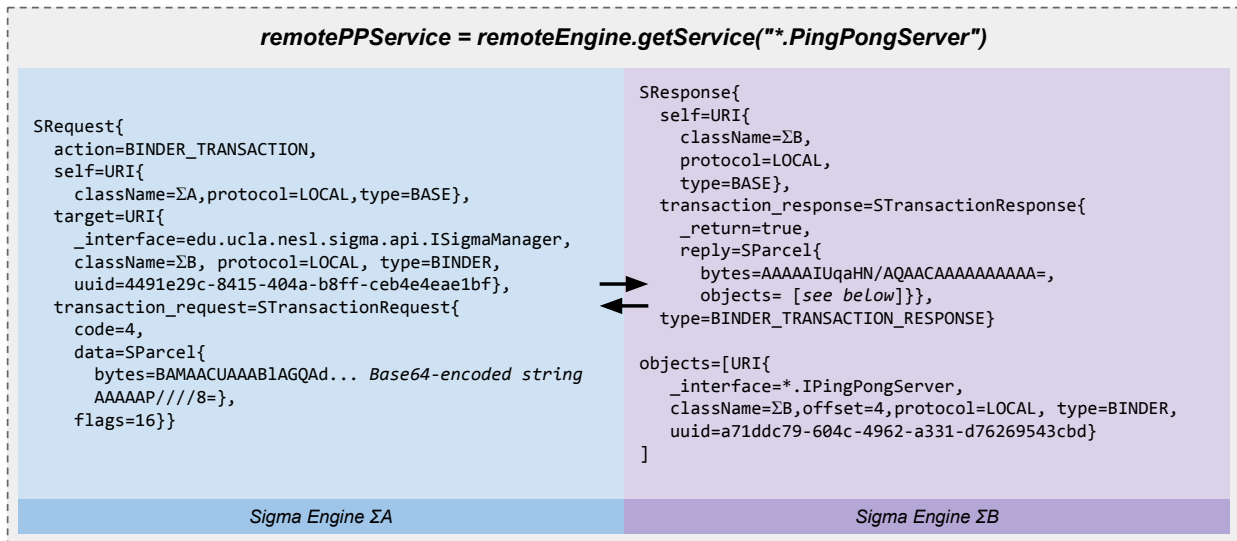 remotePPService = remoteEngine.getService("*.PingPongServer")
SRequest{
action=BINDER_TRANSACTION,
self=URI{
className=ΣA,protocol=LOCAL,type=BASE},
target=URI{
_interface=edu.ucla.nesl.sigma.api.ISigmaManager,
className=ΣB, protocol=LOCAL, type=BINDER,
uuid=4491e29c-8415-404a-b8ff-ceb4e4eae1bf},
transaction_request=STransactionRequest{
code=4,
data=SParcel{
bytes=BAMAACUAAABlAGQAd... Base64-encoded string
AAAAAP////8=},
flags=16}}
Sigma Engine ΣA
SResponse{
self=URI{
className=ΣB,
protocol=LOCAL,
type=BASE},
transaction_response=STransactionResponse{
_return=true,
reply=SParcel{
bytes=AAAAAIUqaHN/AQAACAAAAAAAAAA=,
objects= [see below]}},
type=BINDER_TRANSACTION_RESPONSE}
objects=[URI{
_interface=*.IPingPongServer,
className=ΣB,offset=4,protocol=LOCAL, type=BINDER,
uuid=a71ddc79-604c-4962-a331-d76269543cbd}
]
Sigma Engine ΣB